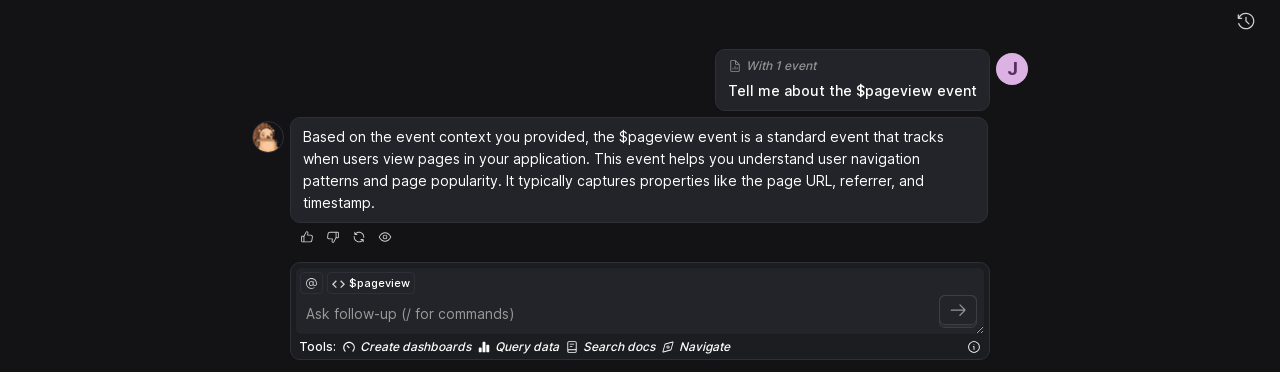 With 1 event
Tell me about the $pageview event
J
Based on the event context you provided, the $pageview event is a standard event that tracks
when users view pages in your application. This event helps you understand user navigation
patterns and page popularity. It typically captures properties like the page URL, referrer, and
timestamp.
@ $pageview
Ask follow-up (/ for commands)
Tools: Create dashboards Query data Search docs Navigate